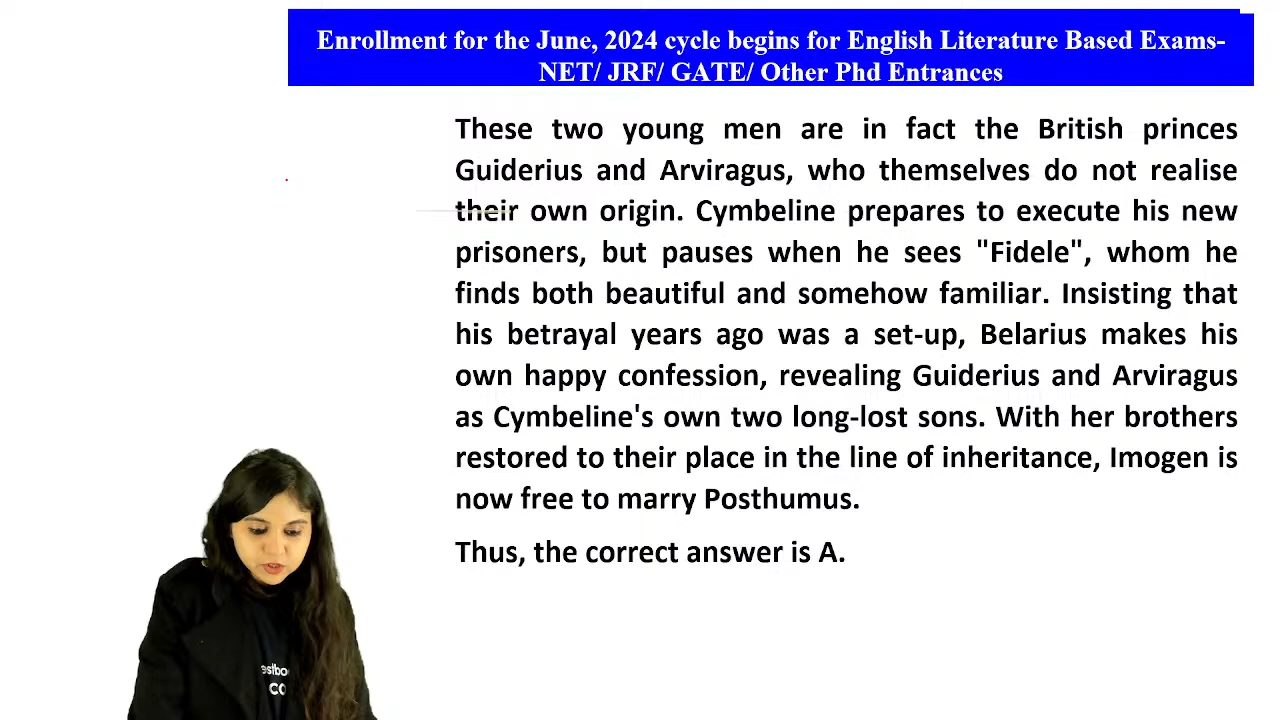 Enrollment for the June, 2024 cycle begins for English Literature Based Exams-
NET/ JRF/ GATE/ Other Phd Entrances
These two young men are in fact the British princes
Guiderius and Arviragus, who themselves do not realise
their own origin. Cymbeline prepares to execute his new
prisoners, but pauses when he sees "Fidele", whom he
finds both beautiful and somehow familiar. Insisting that
his betrayal years ago was a set-up, Belarius makes his
own happy confession, revealing Guiderius and Arviragus
as Cymbeline's own two long-lost sons. With her brothers
restored to their place in the line of inheritance, Imogen is
now free to marry Posthumus.
Thus, the correct answer is A.